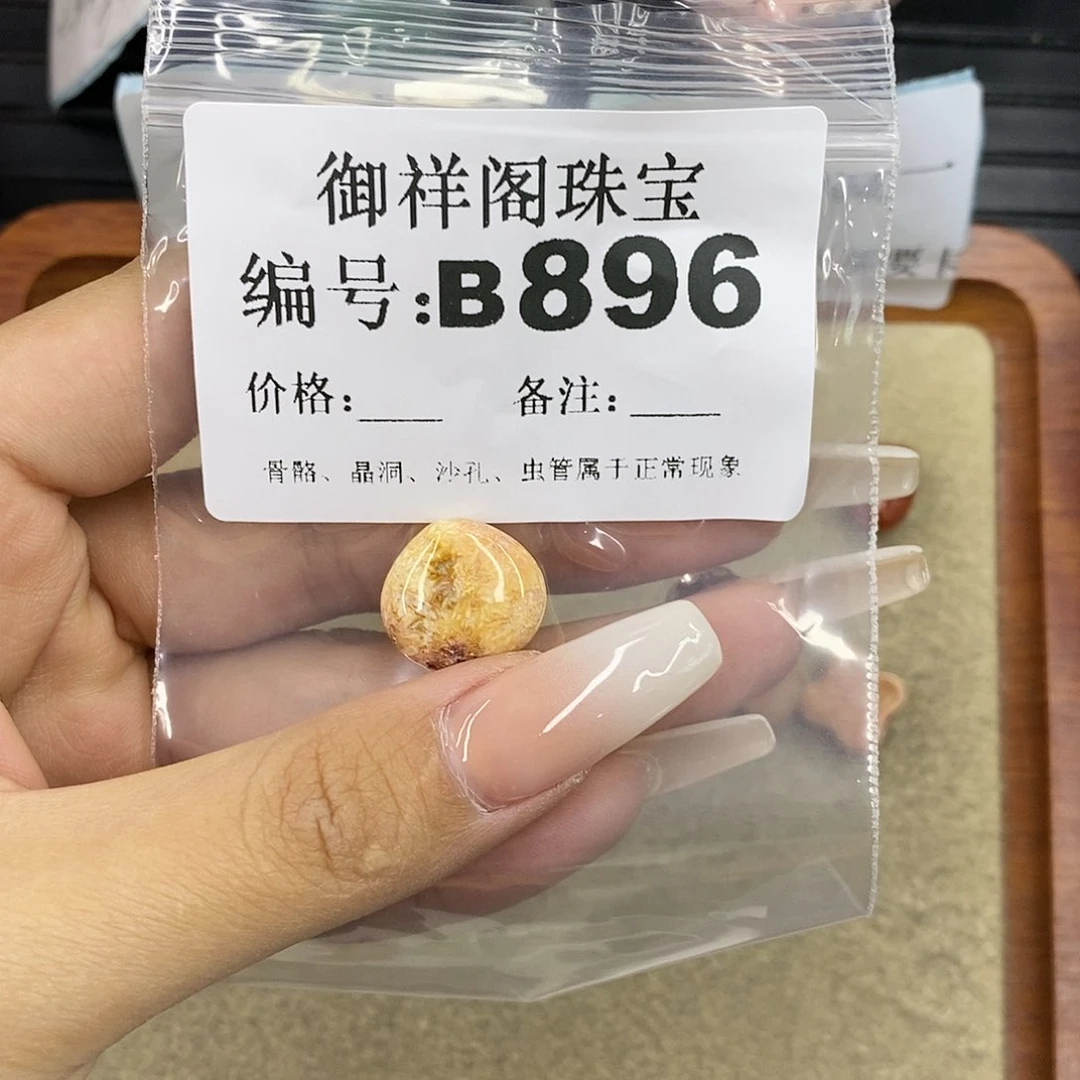 御祥阁珠宝
编号:B896
价格:____ 备注:____
骨骼、晶洞、沙孔、虫管属于正常现象